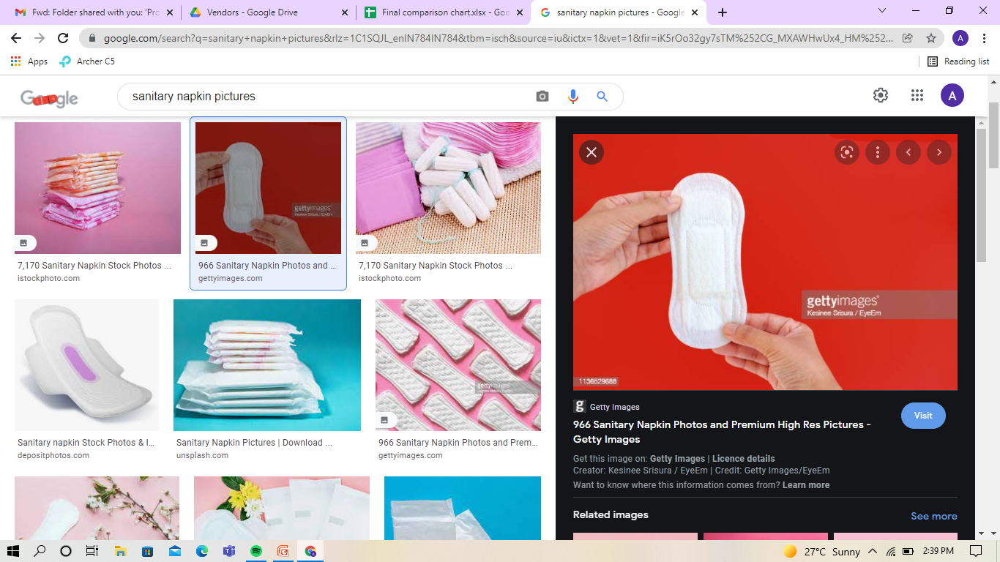 Fwd: Folder shared with you: 'Pro
Vendors - Google Drive
Final comparison chart.xlsx - Goo
sanitary napkin pictures - Google
google.com/search?q=sanitary+napkin+pictures&rlz=1C1SQJL_enIN784IN784&tbm=isch&source=iu&ictx=1&vet=1&fir=iK5rOo32gy7sTM%252CG_MXAWHwUx4_HM%252...
A
Apps
Archer C5
Reading list
Google
sanitary napkin pictures
A
gettyimages
Kesinee Srisura / EyeEm
7,170 Sanitary Napkin Stock Photos ...
istockphoto.com
966 Sanitary Napkin Photos and ...
gettyimages.com
7,170 Sanitary Napkin Stock Photos ...
istockphoto.com
gettyimages
Sanitary napkin Stock Photos & I...
depositphotos.com
Sanitary Napkin Pictures | Download ...
unsplash.com
966 Sanitary Napkin Photos and Prem...
gettyimages.com
gettyimages®
Kesinee Srisura / EyeEm
1136529688
g Getty Images
Visit
966 Sanitary Napkin Photos and Premium High Res Pictures -
Getty Images
Get this image on: Getty Images | Licence details
Creator: Kesinee Srisura / EyeEm | Credit: Getty Images/EyeEm
Want to know where this information comes from? Learn more
Related images
See more
27°C Sunny
2:39 PM